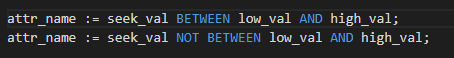 attr_name := seek_val BETWEEN low_val AND high_val;
attr_name := seek_val NOT BETWEEN low_val AND high_val;